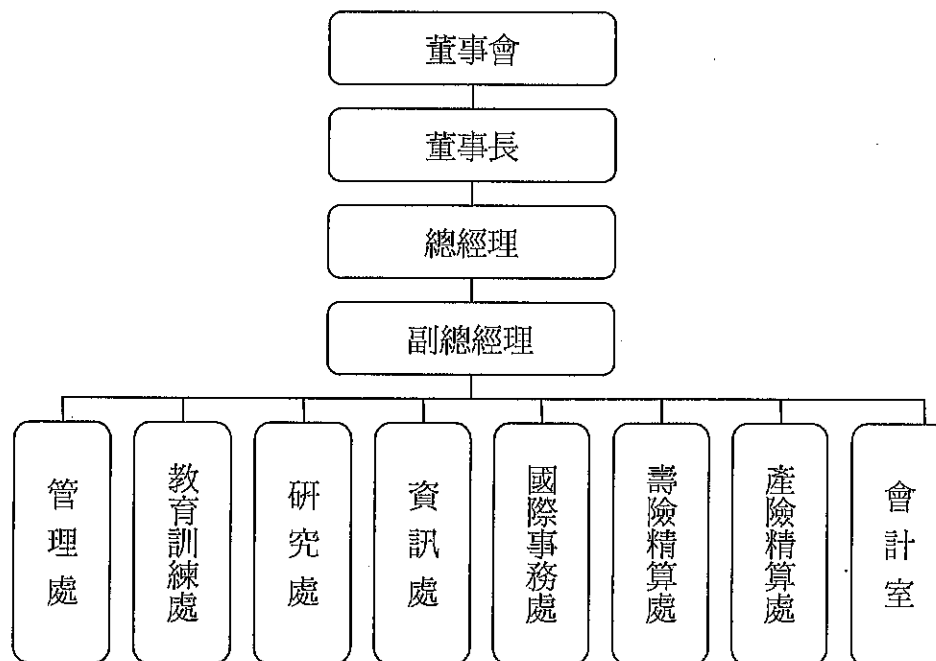 董事會
董事長
總經理
副總經理
管理處
教育訓練處
研究處
資訊處
國際事務處
壽險精算處
產險精算處
會計室